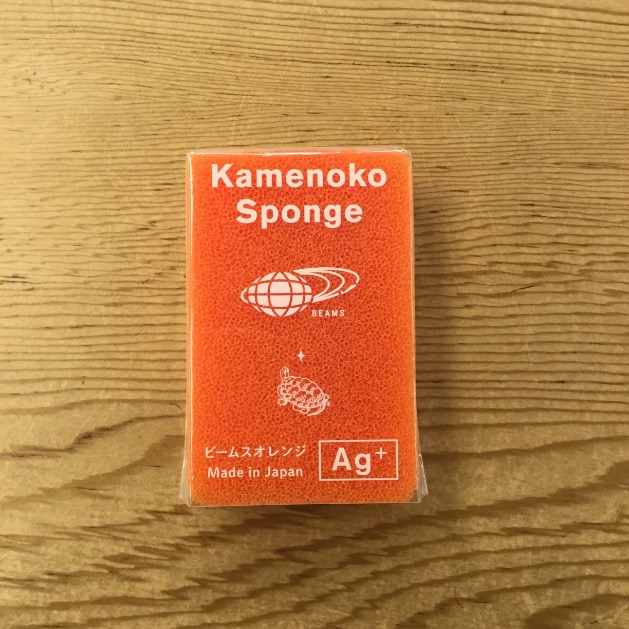 Kamenoko
Sponge
BEAMS
ビームスオレンジ
Made in Japan
Ag+